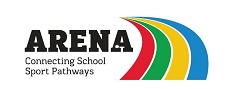 ARENA
Connecting School
Sport Pathways